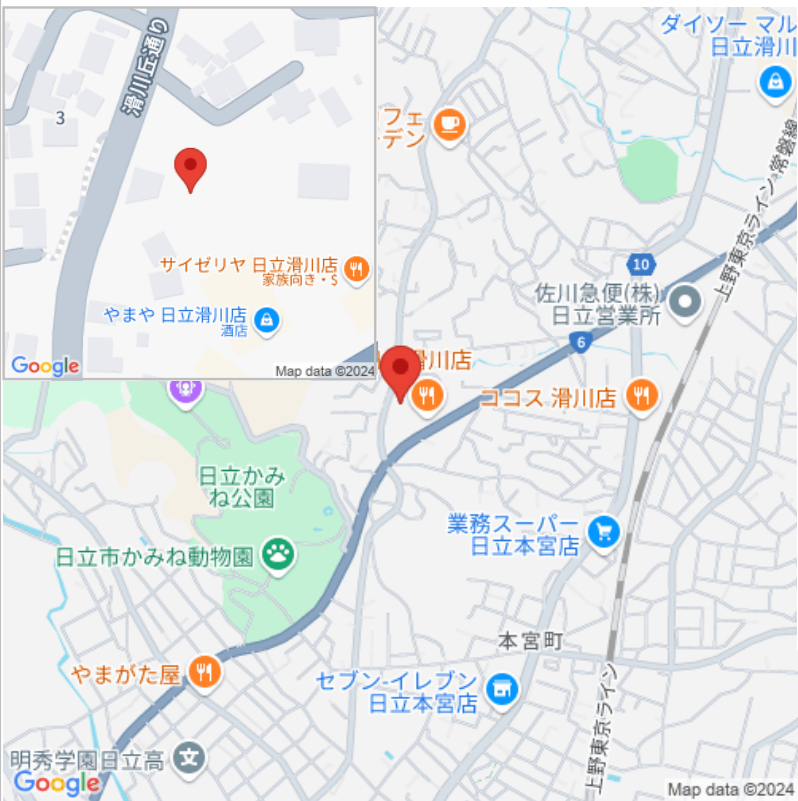 滑川丘通り
3
サイゼリヤ 日立滑川店
家族向き・$
やまや 日立滑川店
酒店
Google
Map data ©2024
ダイソー マル
日立滑川
フェ
デン
上野東京ライン・常磐線
10
佐川急便(株)
日立営業所
6
滑川店
ココス 滑川店
日立かみ
ね公園
業務スーパー
日立本宮店
日立市かみね動物園
本宮町
やまがた屋
セブン-イレブン
日立本宮店
上野東京ライン
明秀学園日立高
文
Google
Map data ©2024